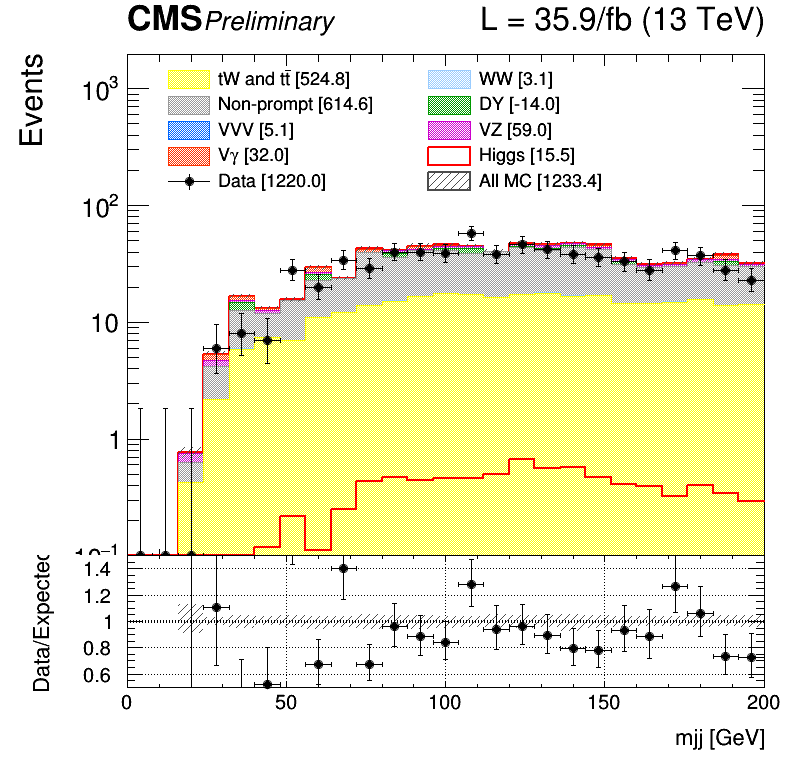 CMS Preliminary L = 35.9/fb (13 TeV)
Events
10³
10²
10
1
10⁻¹
tW and tt̄ [524.8]
Non-prompt [614.6]
VVV [5.1]
Vγ [32.0]
Data [1220.0]
WW [3.1]
DY [-14.0]
VZ [59.0]
Higgs [15.5]
All MC [1233.4]
Data/Expected
1.4
1.2
1
0.8
0.6
0 50 100 150 200
mjj [GeV]